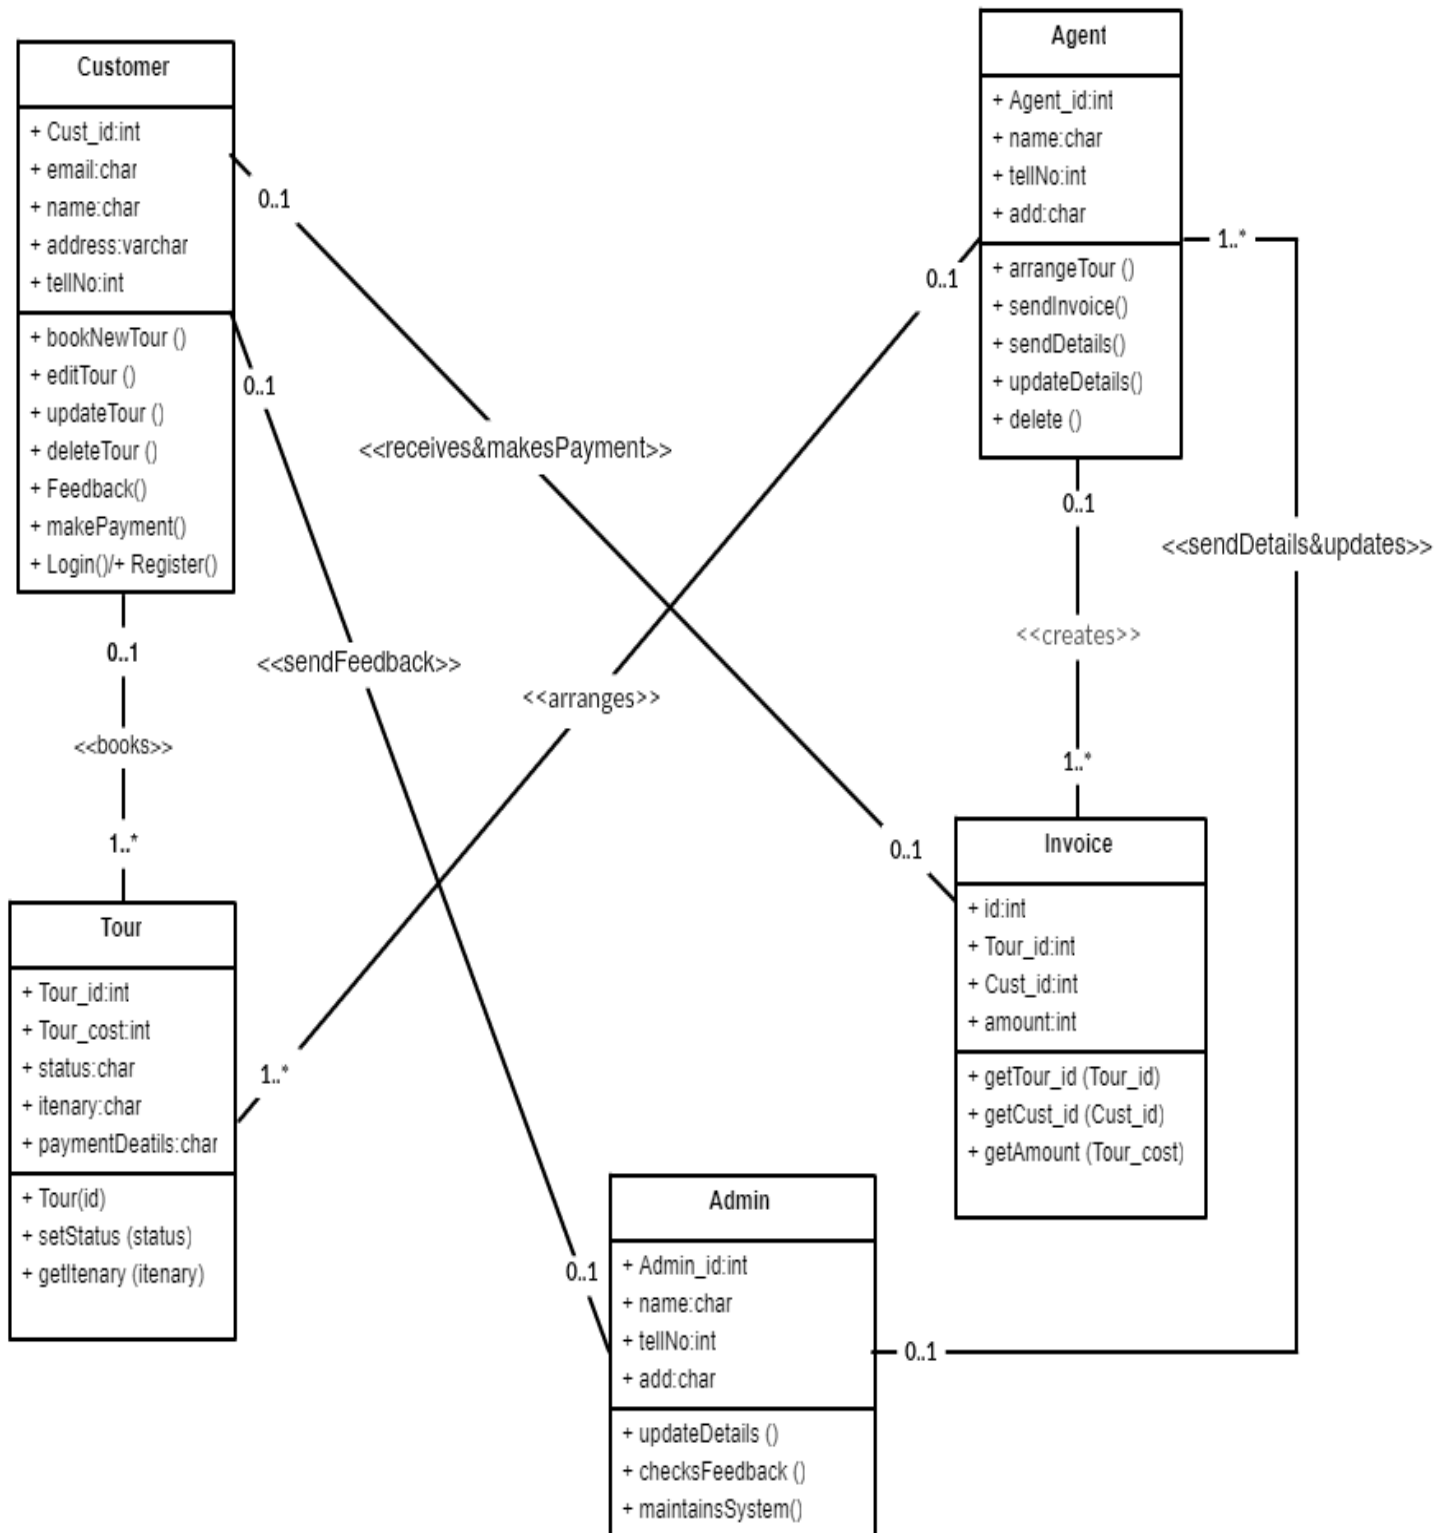 Customer
+ Cust_id:int
+ email:char
+ name:char
+ address:varchar
+ tellNo:int
+ bookNewTour ()
+ editTour ()
+ updateTour ()
+ deleteTour ()
+ Feedback()
+ makePayment()
+ Login()/+ Register()
Agent
+ Agent_id:int
+ name:char
+ tellNo:int
+ add:char
+ arrangeTour ()
+ sendInvoice()
+ sendDetails()
+ updateDetails()
+ delete ()
0..1
0..1
0..1
1..*
<<receives&makesPayment>>
0..1
<<sendDetails&updates>>
<<creates>>
0..1
<<sendFeedback>>
<<arranges>>
<<books>>
1..*
1..*
0..1
Tour
+ Tour_id:int
+ Tour_cost:int
+ status:char
+ itenary:char
+ paymentDeatils:char
+ Tour(id)
+ setStatus (status)
+ getItenary (itenary)
1..*
Invoice
+ id:int
+ Tour_id:int
+ Cust_id:int
+ amount:int
+ getTour_id (Tour_id)
+ getCust_id (Cust_id)
+ getAmount (Tour_cost)
0..1
Admin
+ Admin_id:int
+ name:char
+ tellNo:int
+ add:char
+ updateDetails ()
+ checksFeedback ()
+ maintainsSystem()
0..1